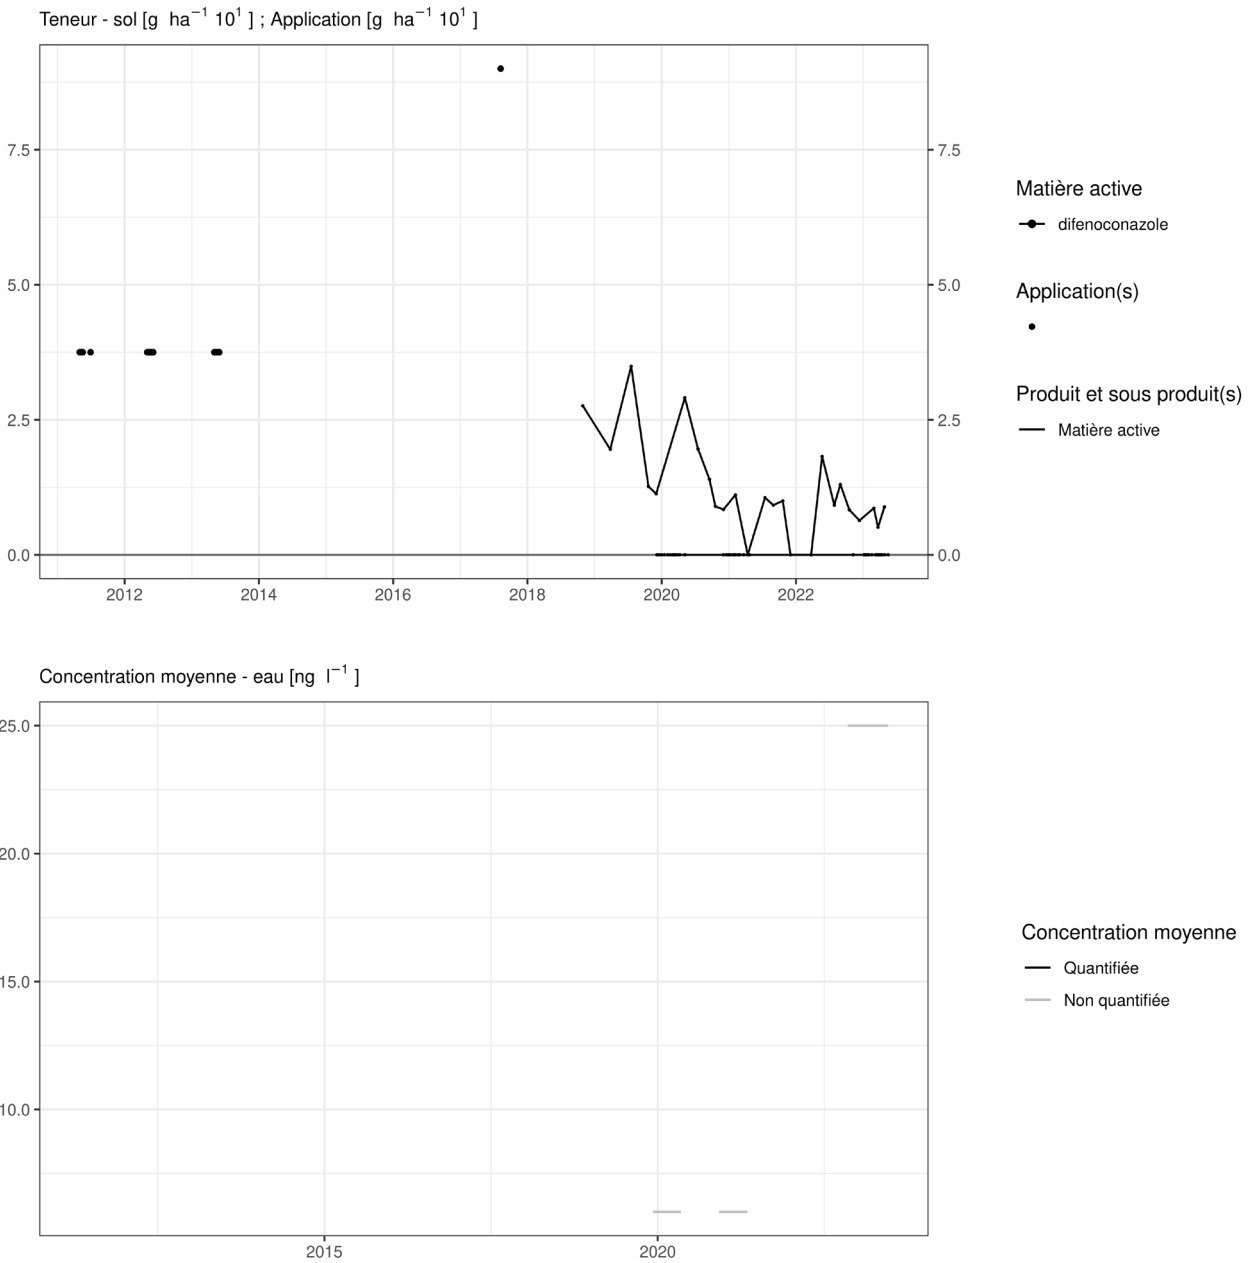 Teneur - sol [g ha⁻¹ 10¹ ] ; Application [g ha⁻¹ 10¹ ]
7.5
5.0
2.5
0.0
7.5
5.0
2.5
0.0
2012 2014 2016 2018 2020 2022
Matière active
difenoconazole
Application(s)
Produit et sous produit(s)
Matière active
Concentration moyenne - eau [ng l⁻¹ ]
25.0
20.0
15.0
10.0
2015 2020
Concentration moyenne
Quantifiée
Non quantifiée